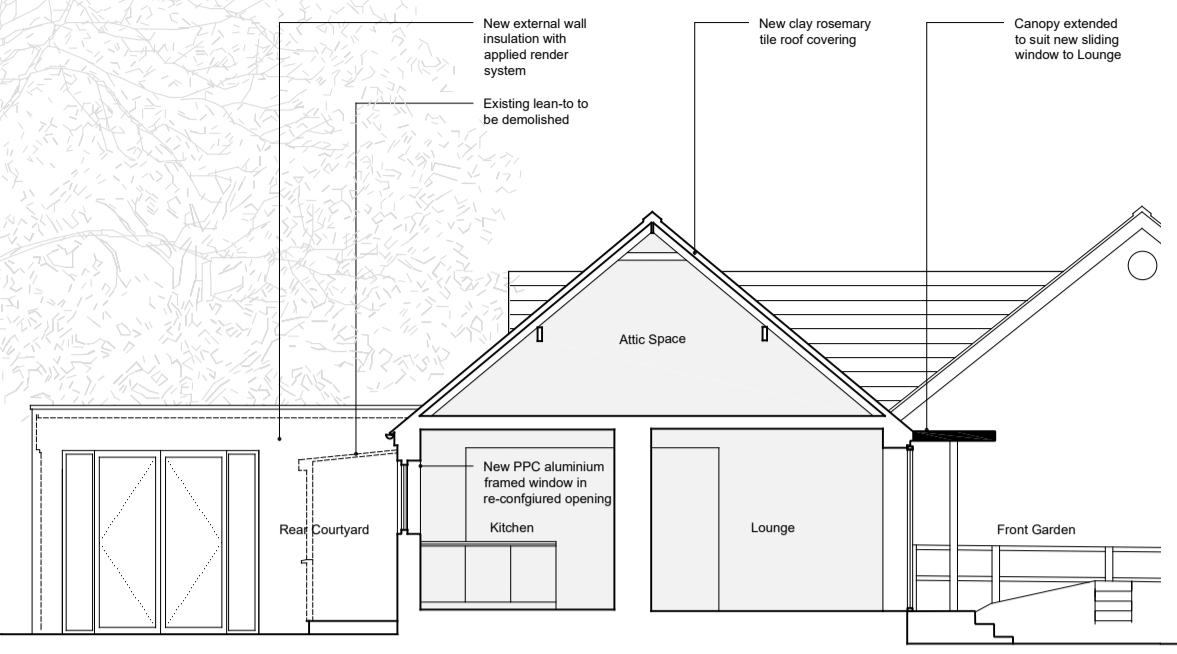 New external wall
insulation with
applied render
system
Existing lean-to to
be demolished
New clay rosemary
tile roof covering
Canopy extended
to suit new sliding
window to Lounge
Attic Space
New PPC aluminium
framed window in
re-confgiured opening
Rear Courtyard
Kitchen
Lounge
Front Garden